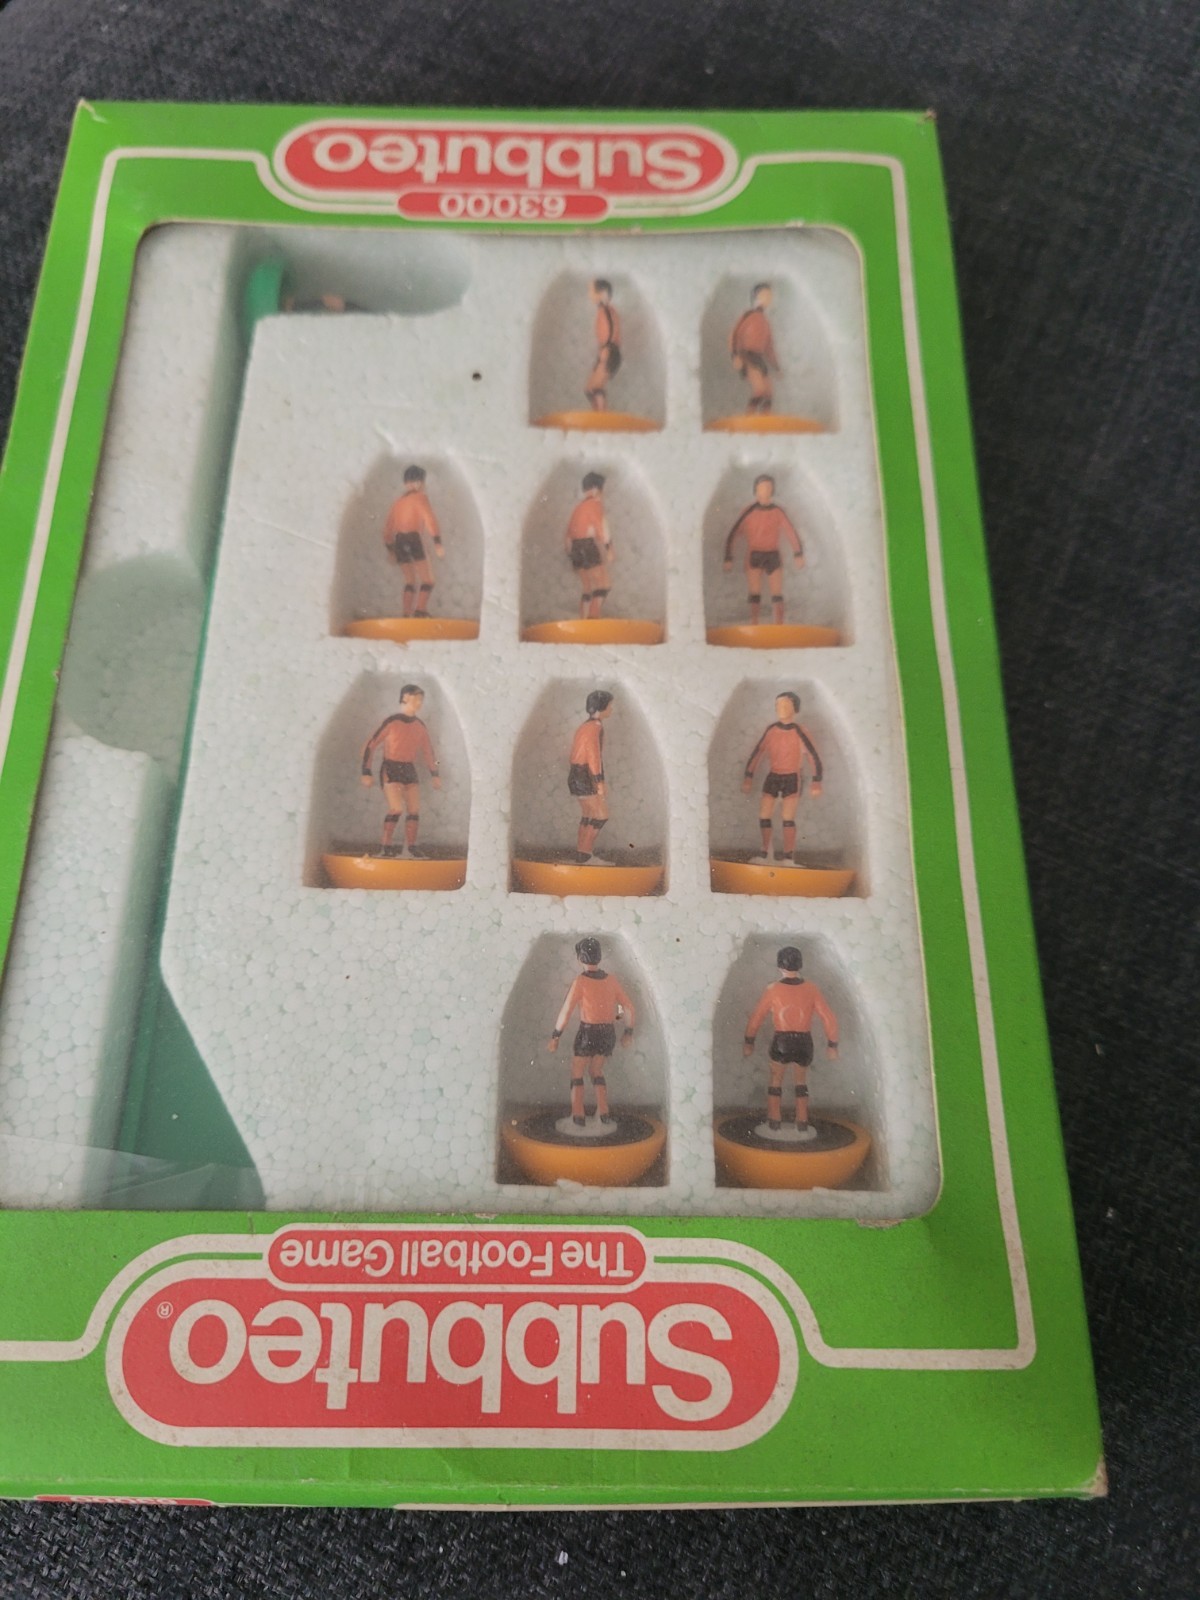 Subbuteo®
The Football Game
63000
Subbuteo